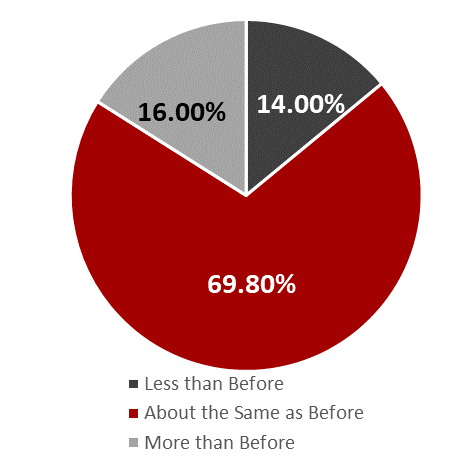 14.00%
16.00%
69.80%
Less than Before
About the Same as Before
More than Before